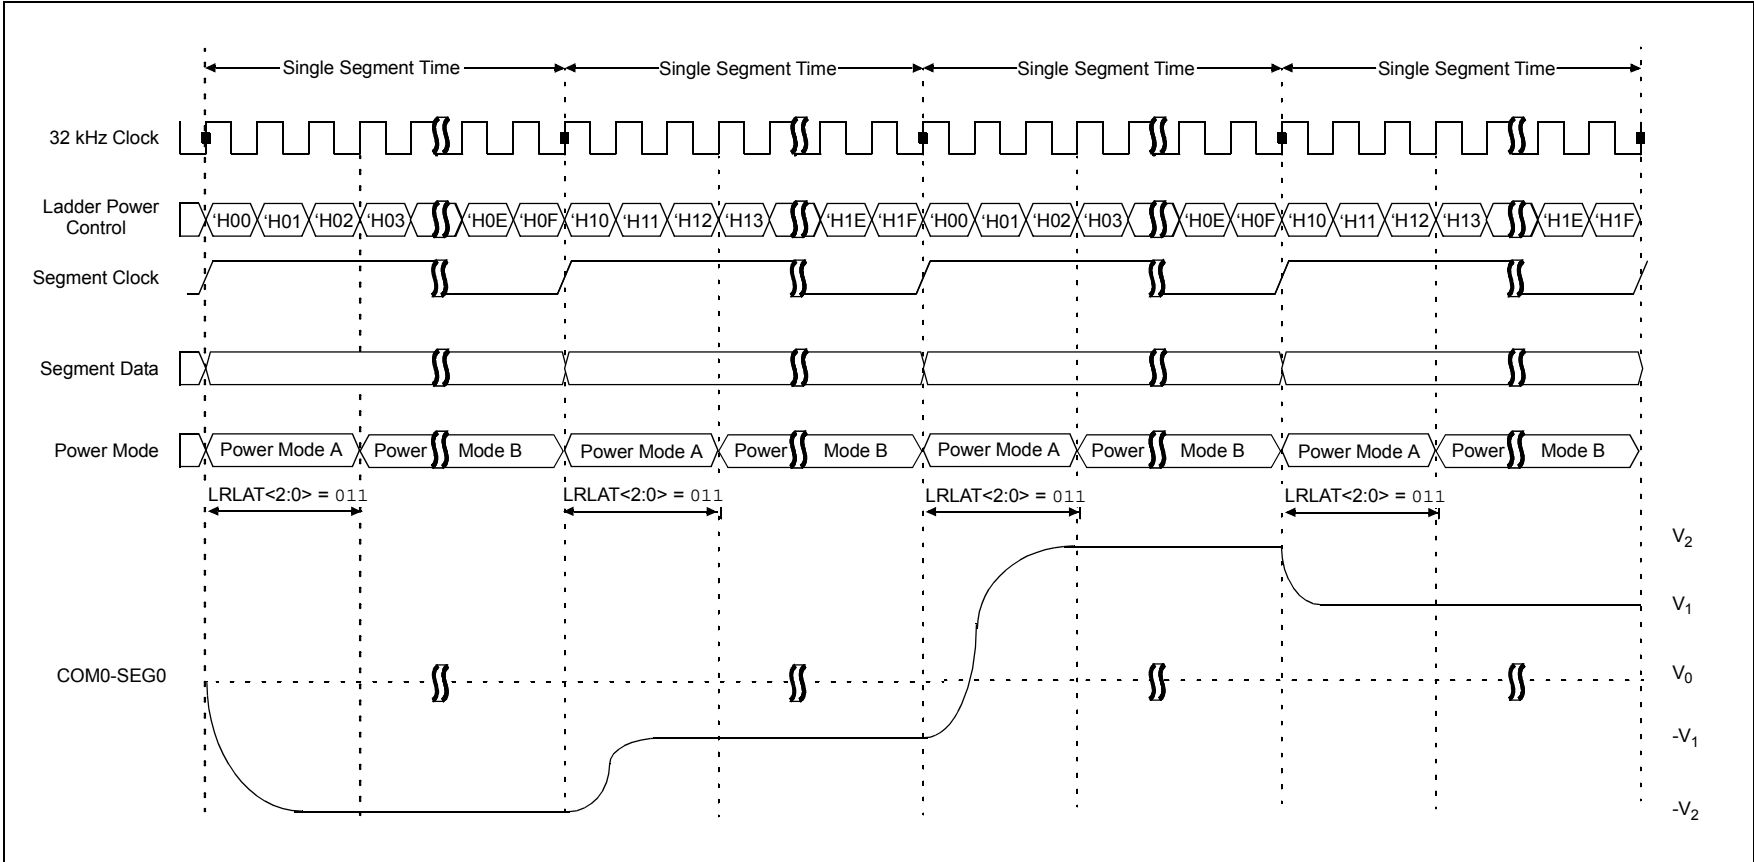 Single Segment Time Single Segment Time Single Segment Time Single Segment Time
32 kHz Clock
Ladder Power
Control
‘H00 ‘H01 ‘H02 ‘H03 ‘H0E ‘H0F ‘H10 ‘H11 ‘H12 ‘H13 ‘H1E ‘H1F ‘H00 ‘H01 ‘H02 ‘H03 ‘H0E ‘H0F ‘H10 ‘H11 ‘H12 ‘H13 ‘H1E ‘H1F
Segment Clock
Segment Data
Power Mode Power Mode A Power Mode B Power Mode A Power Mode B Power Mode A Power Mode B Power Mode A Power Mode B
LRLAT<2:0> = 011 LRLAT<2:0> = 011 LRLAT<2:0> = 011 LRLAT<2:0> = 011
V2
V1
COM0-SEG0 V0
-V1
-V2